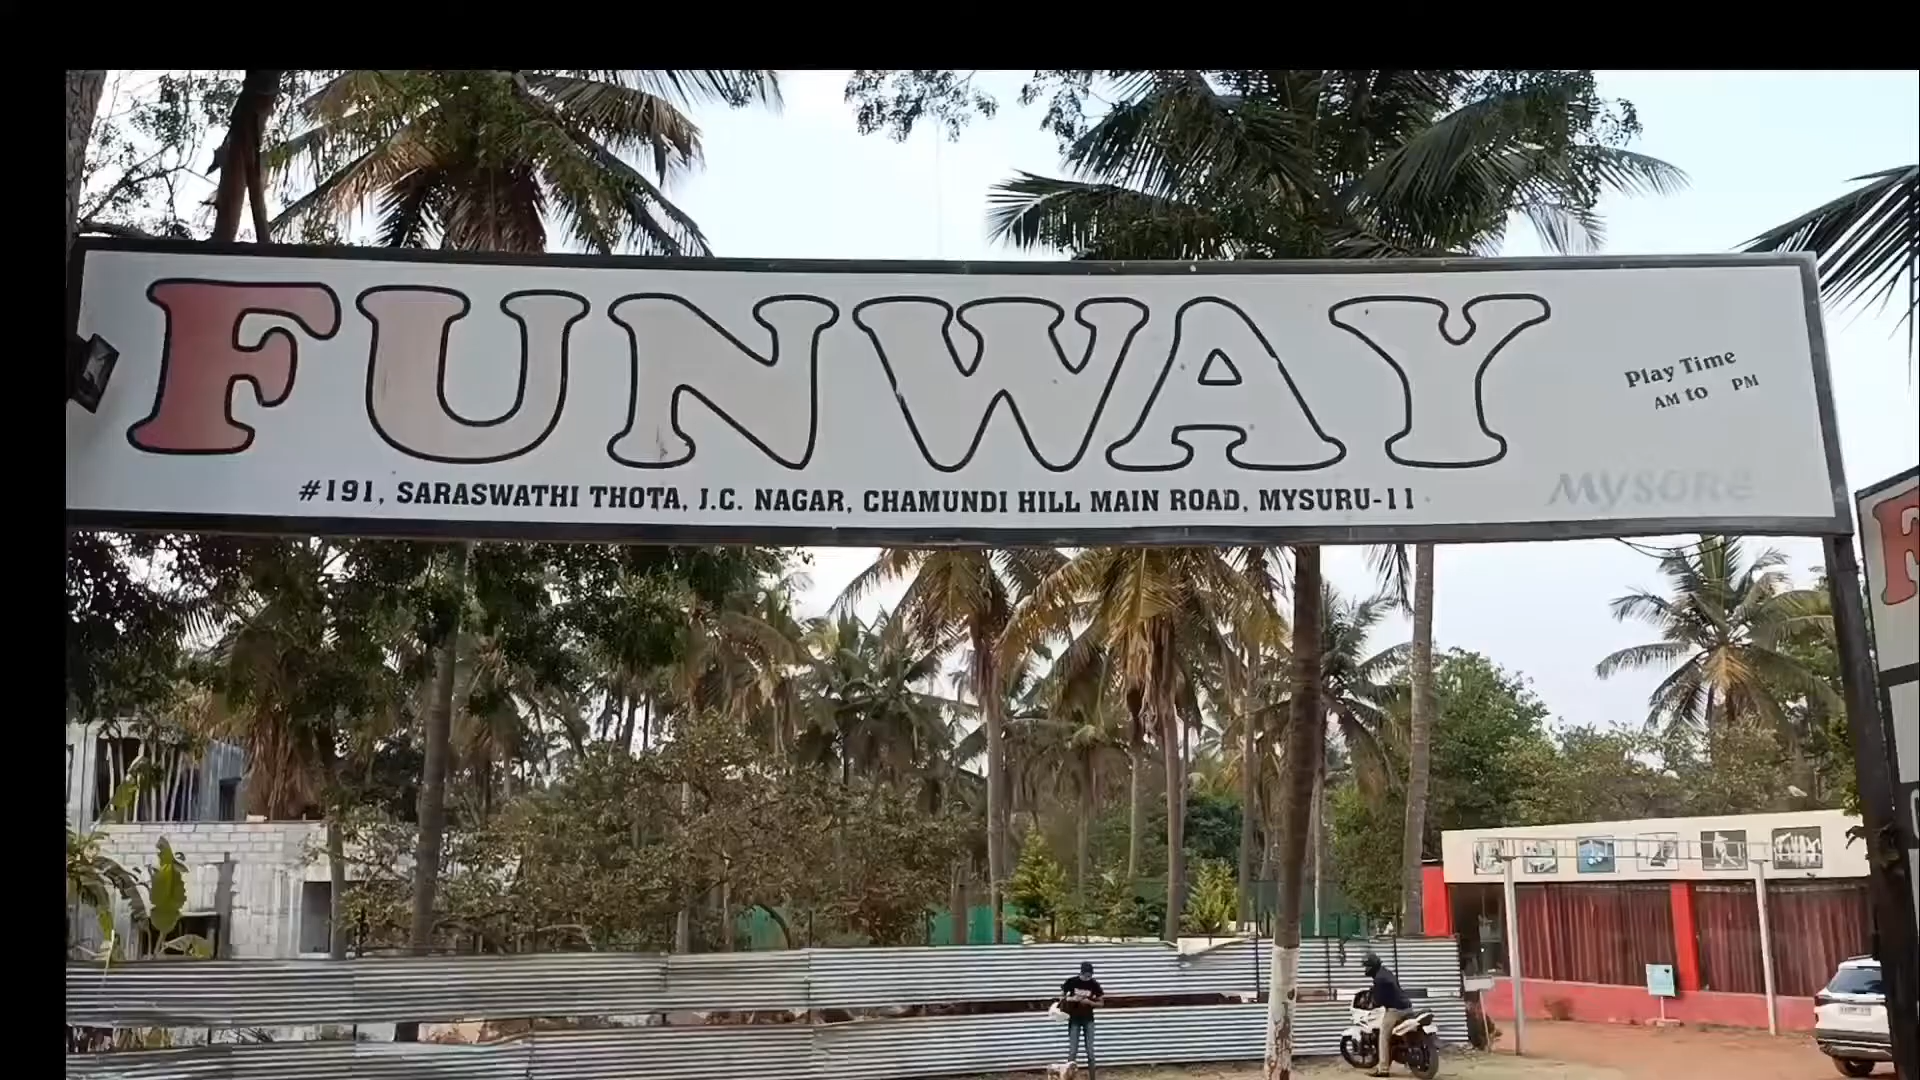 FUNWAY
Play Time
AM to PM
MYSORE
#191, SARASWATHI THOTA, J.C. NAGAR, CHAMUNDI HILL MAIN ROAD, MYSURU-11
F